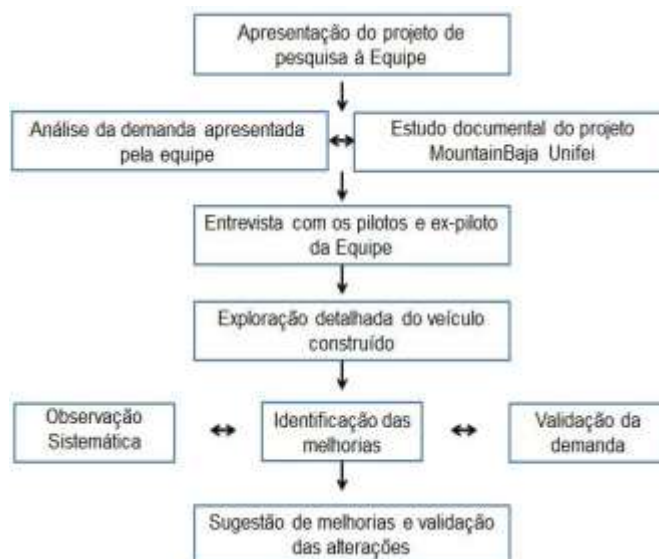 Apresentação do projeto de
pesquisa à Equipe
Análise da demanda apresentada
pela equipe
Estudo documental do projeto
MountainBaja Unifei
Entrevista com os pilotos e ex-piloto
da Equipe
Exploração detalhada do veículo
construído
Observação
Sistemática
Identificação das
melhorias
Validação da
demanda
Sugestão de melhorias e validação
das alterações